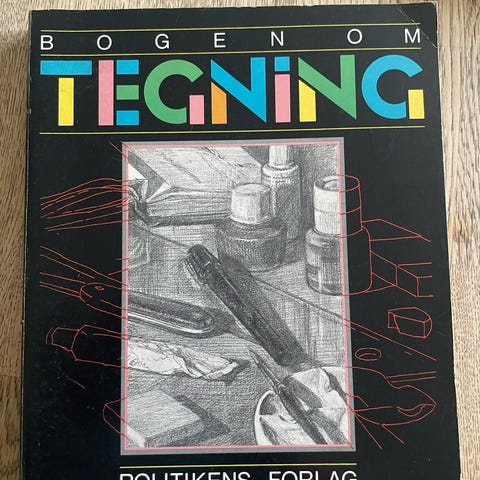 BOGEN OM
TEGNiNG
POLITIKENS FORLAG